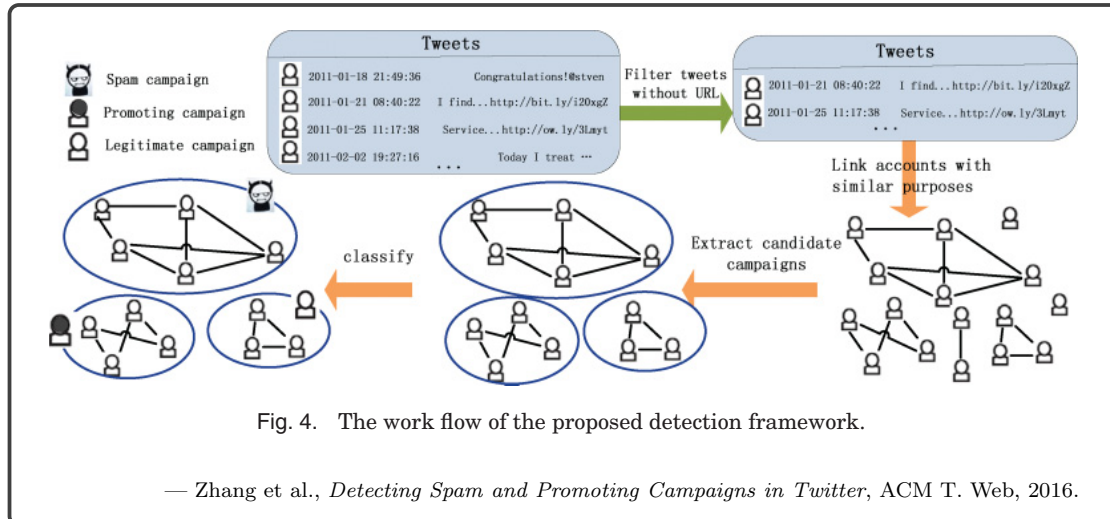 Tweets
2011-01-18 21:49:36 Congratulations!@stven
2011-01-21 08:40:22 I find...http://bit.ly/i20xgZ
2011-01-25 11:17:38 Service...http://ow.ly/3Lmyt
2011-02-02 19:27:16 Today I treat ...
...
Spam campaign
Promoting campaign
Legitimate campaign
Filter tweets
without URL
Tweets
2011-01-21 08:40:22 I find...http://bit.ly/i20xgZ
2011-01-25 11:17:38 Service...http://ow.ly/3Lmyt
...
Link accounts with
similar purposes
Extract candidate
campaigns
classify
Fig. 4. The work flow of the proposed detection framework.
— Zhang et al., Detecting Spam and Promoting Campaigns in Twitter, ACM T. Web, 2016.